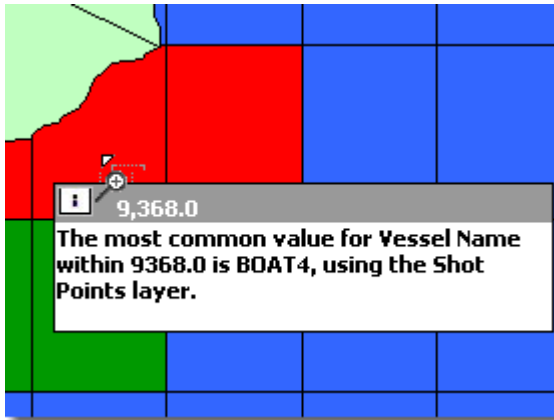 9,368.0
The most common value for Vessel Name
within 9368.0 is BOAT4, using the Shot
Points layer.